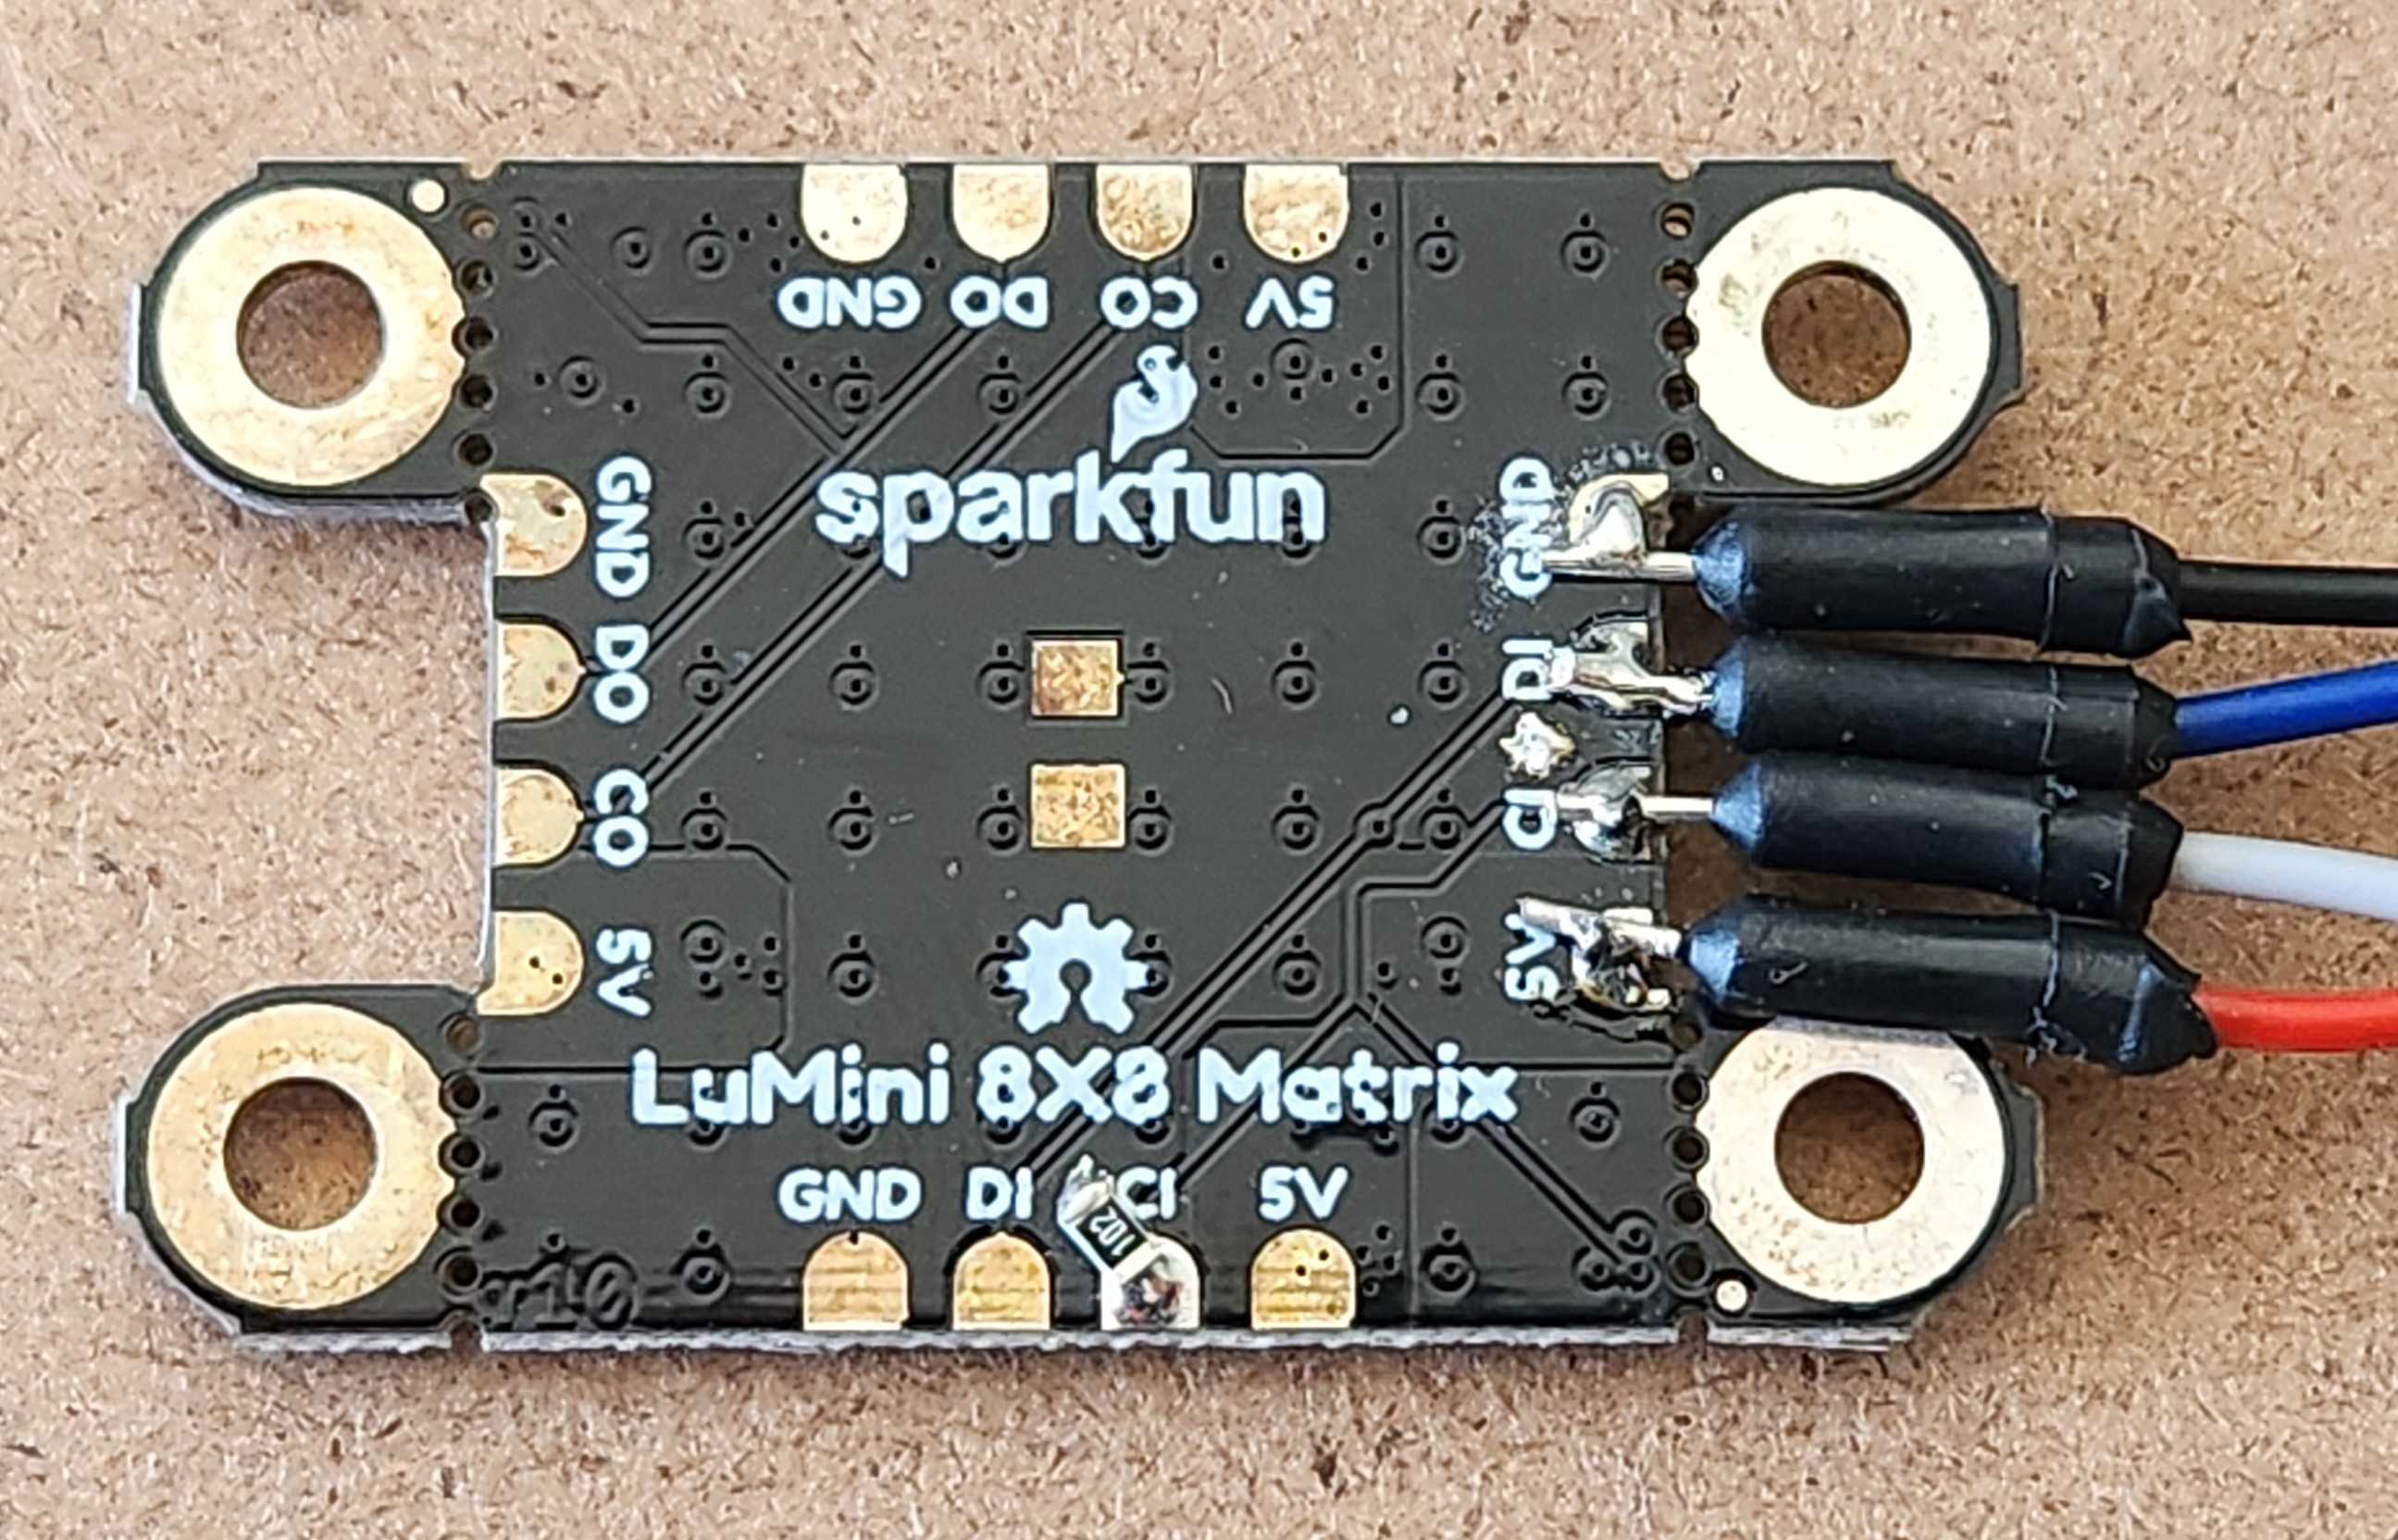 GND DO CO 5V
sparkfun
GND DO CO 5V
GND DI CI 5V
LuMini 8X8 Matrix
GND DI CI 5V
102
r10